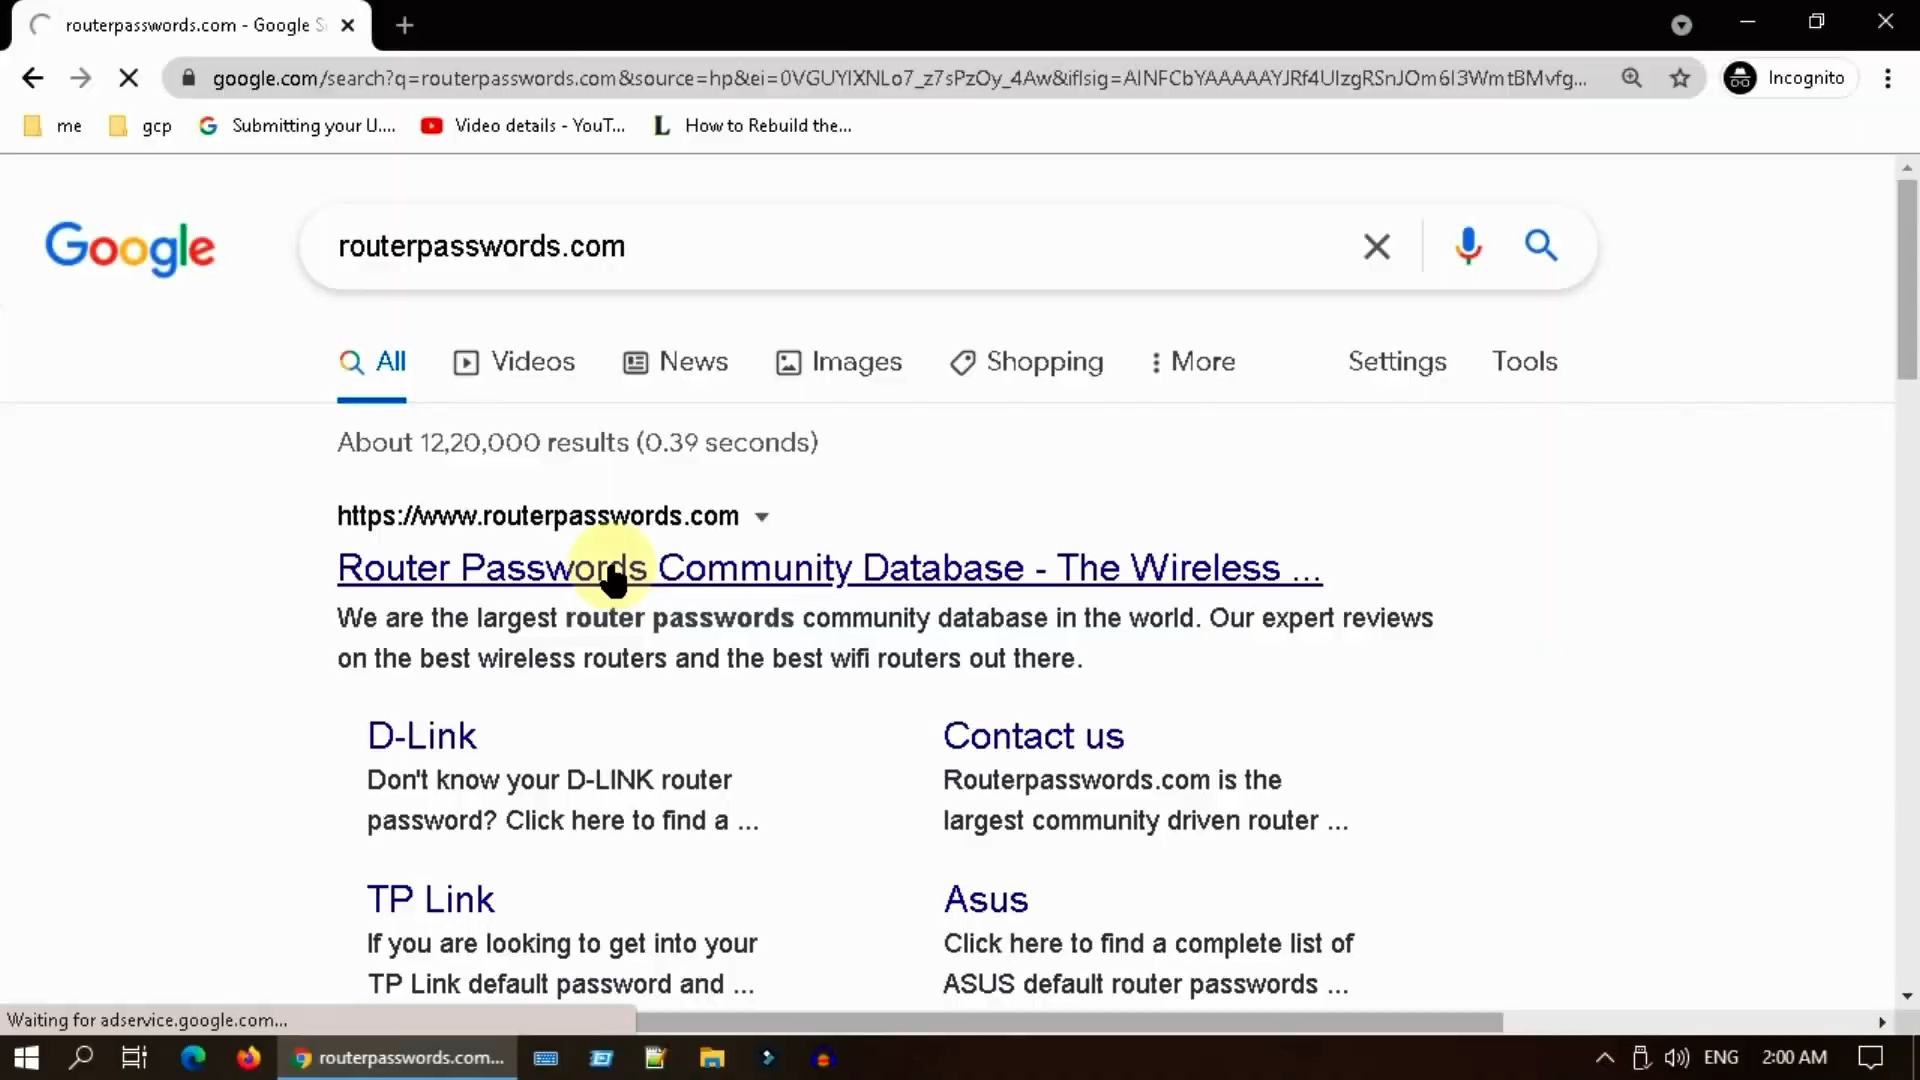 routerpasswords.com - Google S
google.com/search?q=routerpasswords.com&source=hp&ei=0VGUYIXNLo7_z7sPzOy_4Aw&iflsig=AINFCbYAAAAAYJRf4UIzgRSnJOm6I3WmtBMvfg...
Incognito
me
gcp
Submitting your U....
Video details - YouT...
How to Rebuild the...
Google
routerpasswords.com
All
Videos
News
Images
Shopping
More
Settings
Tools
About 12,20,000 results (0.39 seconds)
https://www.routerpasswords.com
Router Passwords Community Database - The Wireless ...
We are the largest router passwords community database in the world. Our expert reviews
on the best wireless routers and the best wifi routers out there.
D-Link
Don't know your D-LINK router
password? Click here to find a ...
Contact us
Routerpasswords.com is the
largest community driven router ...
TP Link
If you are looking to get into your
TP Link default password and ...
Asus
Click here to find a complete list of
ASUS default router passwords ...
Waiting for adservice.google.com...
routerpasswords.com...
ENG
2:00 AM